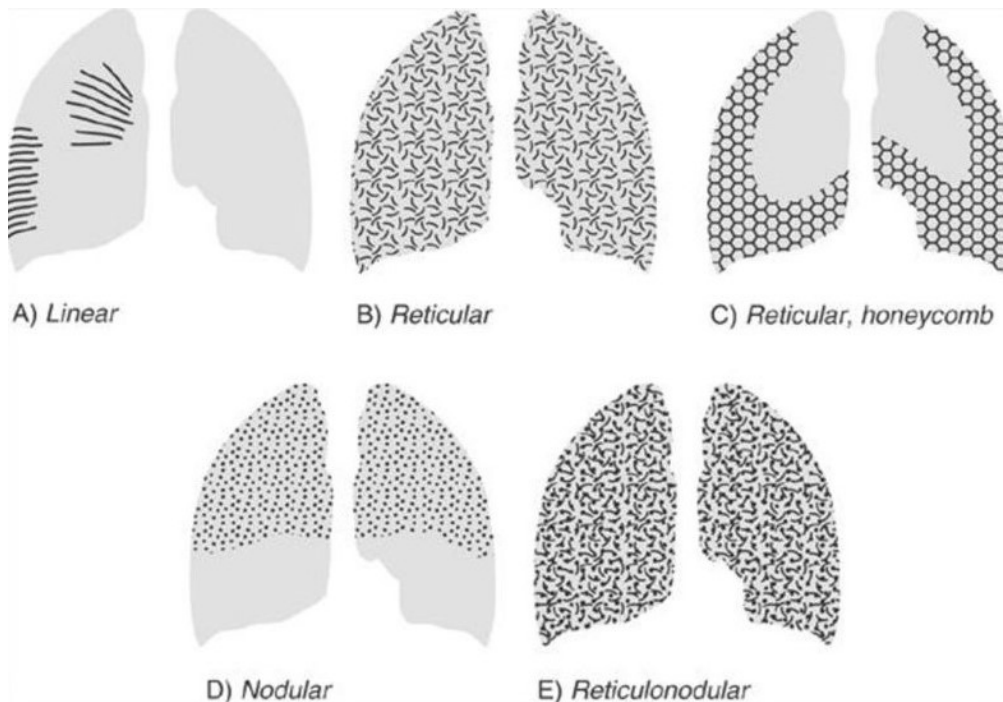 A) Linear
B) Reticular
C) Reticular, honeycomb
D) Nodular
E) Reticulonodular